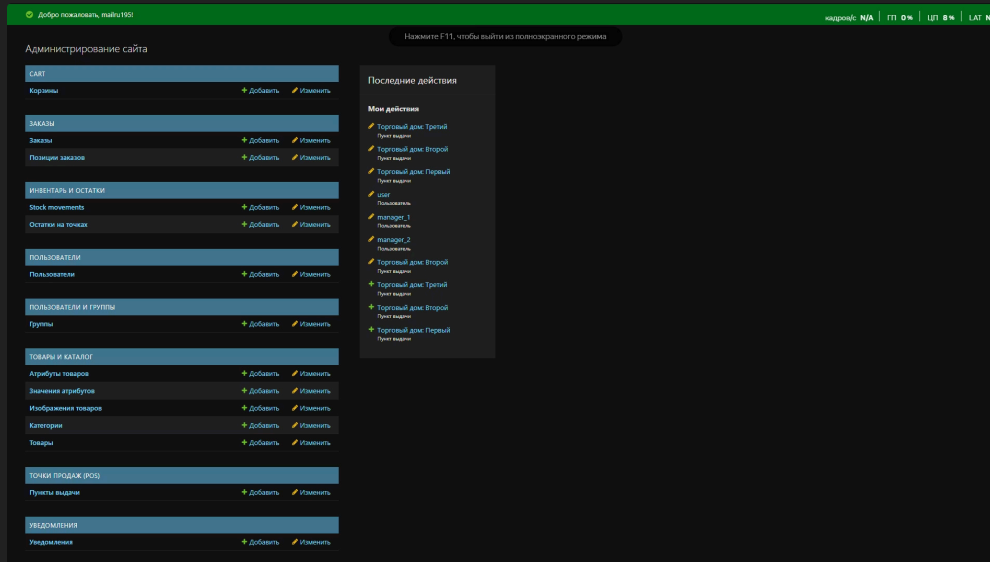 Добро пожаловать, mailru195!
кадров/с N/A | ГП 0% | ЦП 8% | LAT
Нажмите F11, чтобы выйти из полноэкранного режима
Администрирование сайта
CART
Корзины Добавить Изменить
ЗАКАЗЫ
Заказы Добавить Изменить
Позиции заказов Добавить Изменить
ИНВЕНТАРЬ И ОСТАТКИ
Stock movements Добавить Изменить
Остатки на точках Добавить Изменить
ПОЛЬЗОВАТЕЛИ
Пользователи Добавить Изменить
ПОЛЬЗОВАТЕЛИ И ГРУППЫ
Группы Добавить Изменить
ТОВАРЫ И КАТАЛОГ
Атрибуты товаров Добавить Изменить
Значения атрибутов Добавить Изменить
Изображения товаров Добавить Изменить
Категории Добавить Изменить
Товары Добавить Изменить
ТОЧКИ ПРОДАЖ (POS)
Пункты выдачи Добавить Изменить
УВЕДОМЛЕНИЯ
Уведомления Добавить Изменить
Последние действия
Мои действия
Торговый дом: Третий
Пункт выдачи
Торговый дом: Второй
Пункт выдачи
Торговый дом: Первый
Пункт выдачи
user
Пользователь
manager_1
Пользователь
manager_2
Пользователь
Торговый дом: Второй
Пункт выдачи
Торговый дом: Третий
Пункт выдачи
Торговый дом: Второй
Пункт выдачи
Торговый дом: Первый
Пункт выдачи